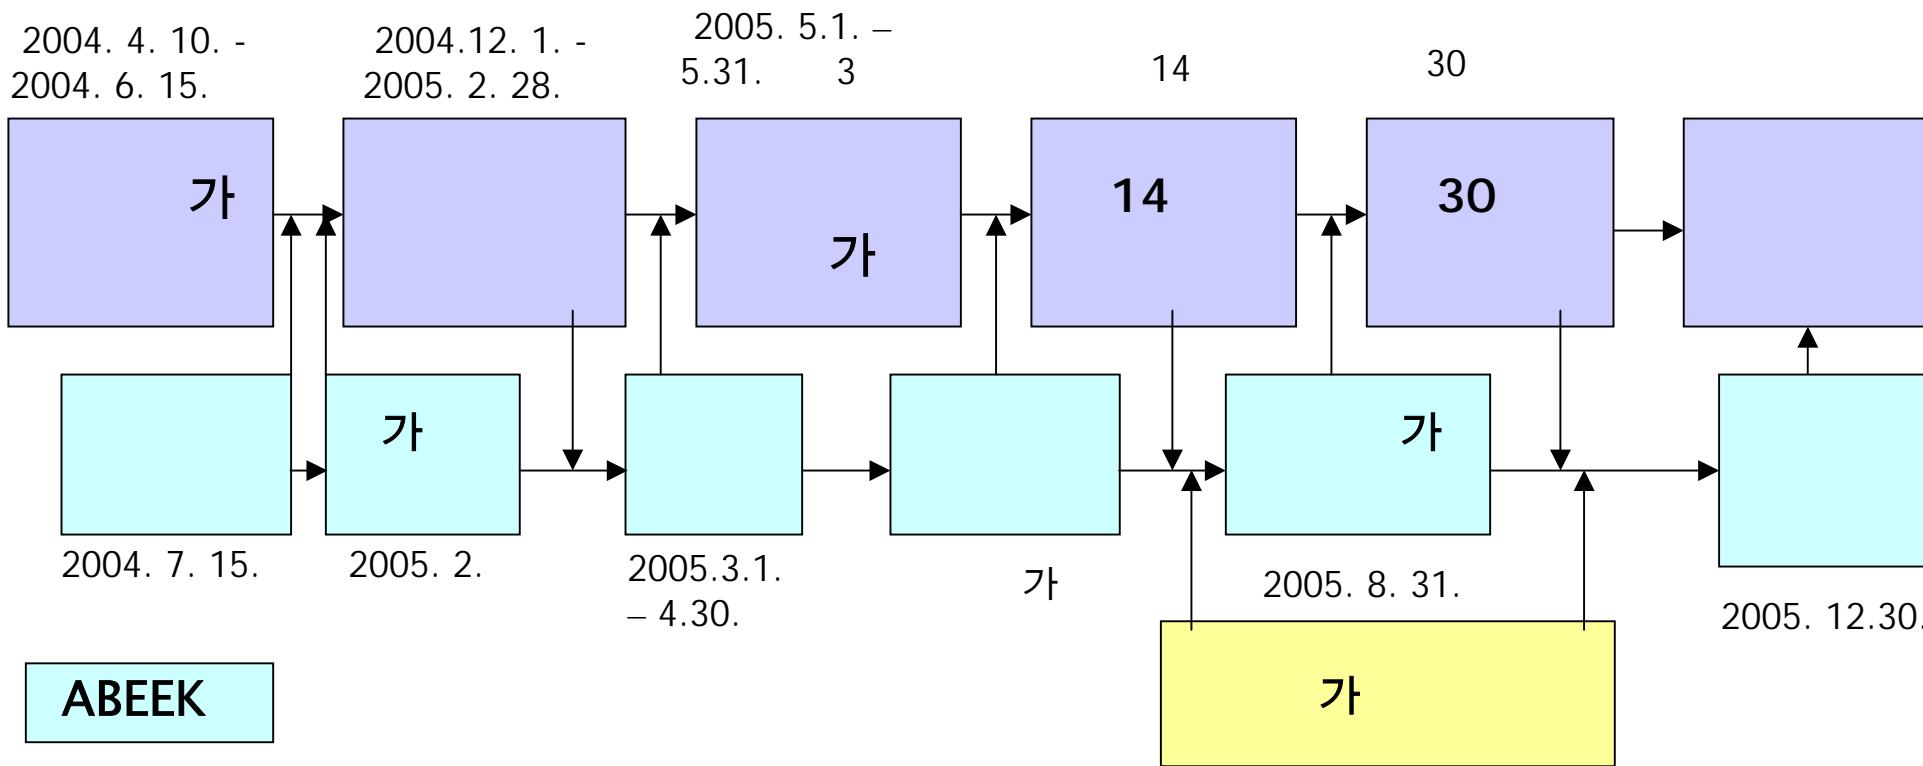 2004. 4. 10. -
2004. 6. 15.
2004.12. 1. -
2005. 2. 28.
2005. 5.1. –
5.31. 3
14
30
가
가
14
30
가
가
2004. 7. 15.
2005. 2.
2005.3.1.
– 4.30.
가
2005. 8. 31.
2005. 12.30.
ABEEK
가